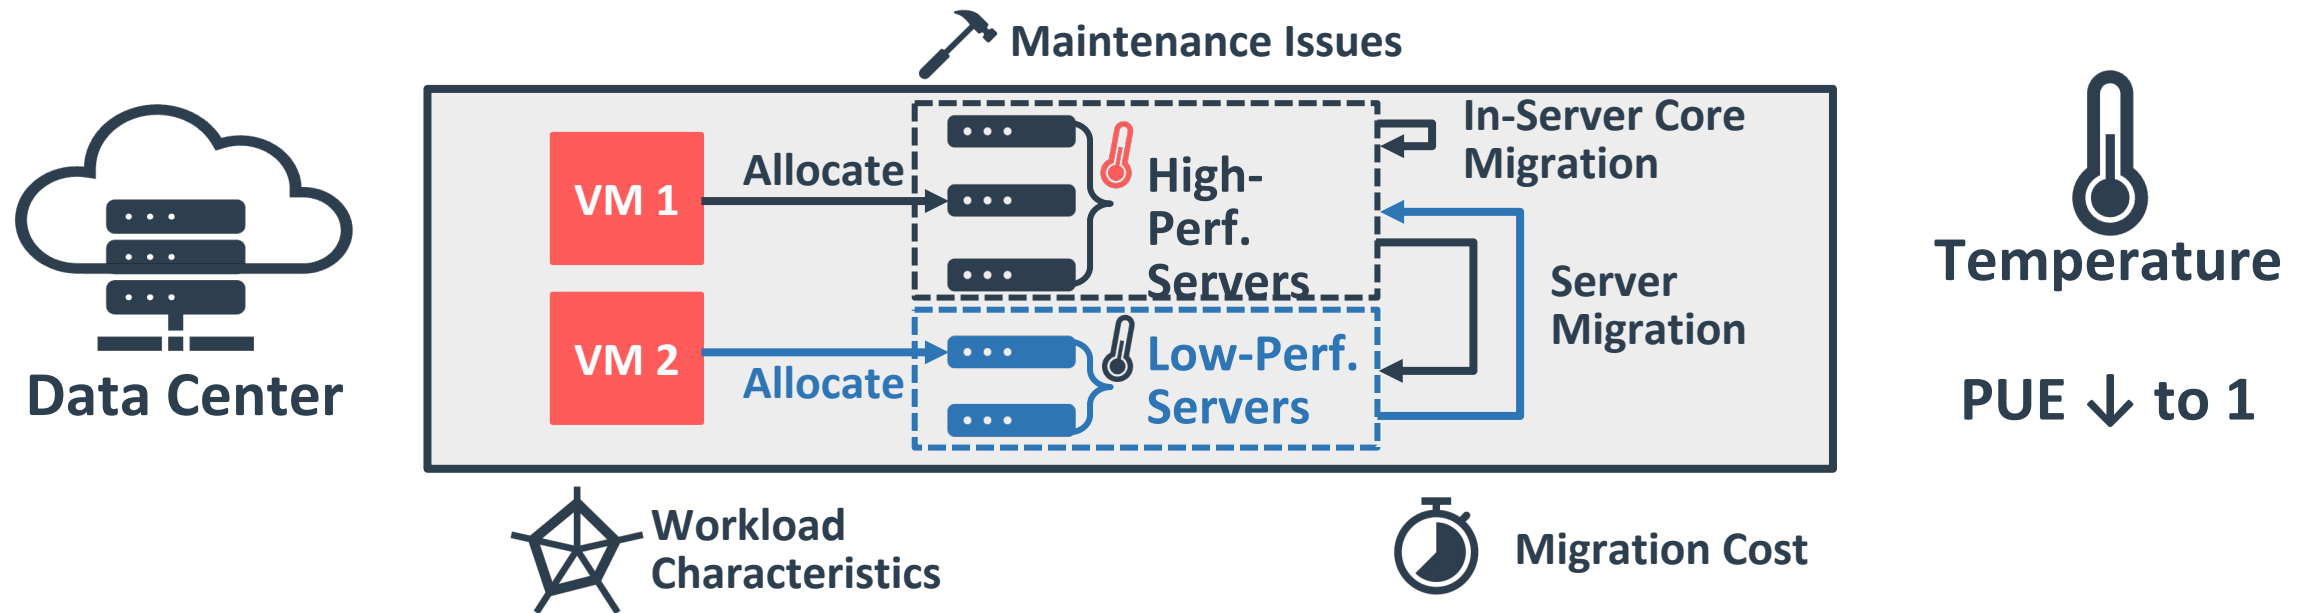 Maintenance Issues
Data Center
VM 1
Allocate
High-
Perf.
Servers
In-Server Core
Migration
VM 2
Allocate
Low-Perf.
Servers
Server
Migration
Temperature
PUE ↓ to 1
Workload
Characteristics
Migration Cost